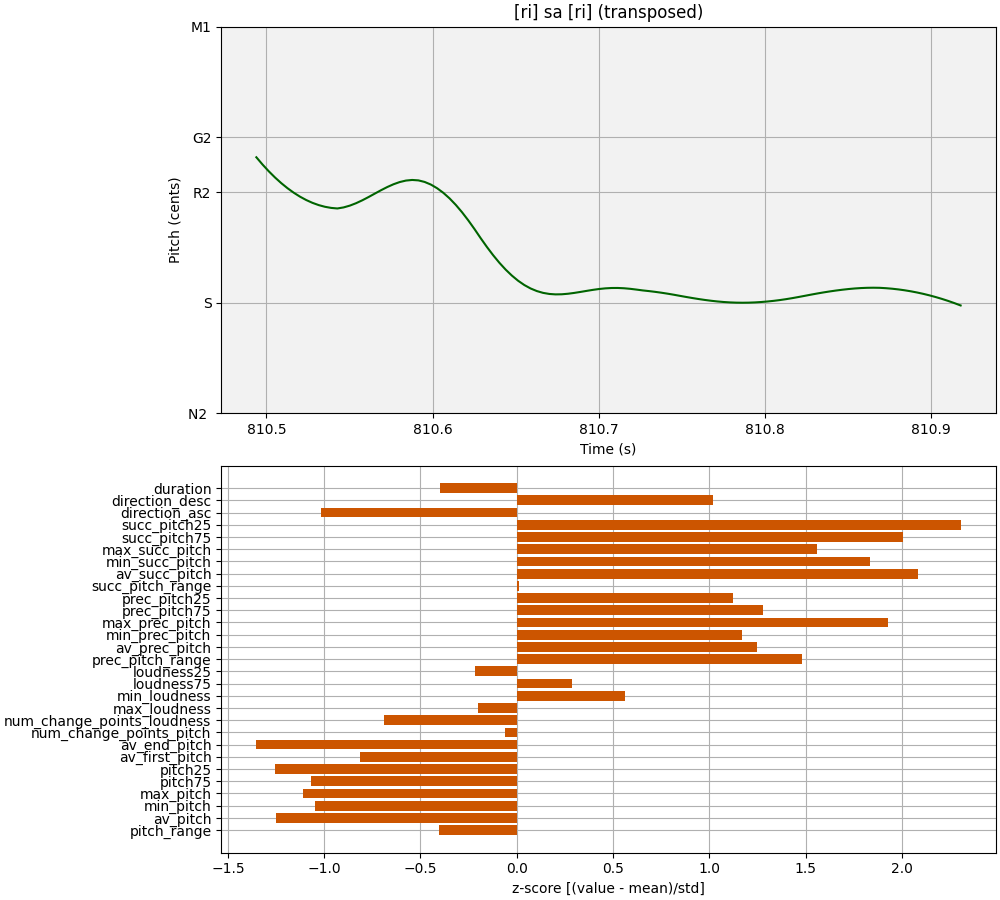 [ri] sa [ri] (transposed)
M1
G2
R2
S
N2
Pitch (cents)
810.5 810.6 810.7 810.8 810.9
Time (s)
duration
direction_desc
direction_asc
succ_pitch25
succ_pitch75
max_succ_pitch
min_succ_pitch
av_succ_pitch
succ_pitch_range
prec_pitch25
prec_pitch75
max_prec_pitch
min_prec_pitch
av_prec_pitch
prec_pitch_range
loudness25
loudness75
min_loudness
max_loudness
num_change_points_loudness
num_change_points_pitch
av_end_pitch
av_first_pitch
pitch25
pitch75
max_pitch
min_pitch
av_pitch
pitch_range
−1.5 −1.0 −0.5 0.0 0.5 1.0 1.5 2.0
z-score [(value - mean)/std]